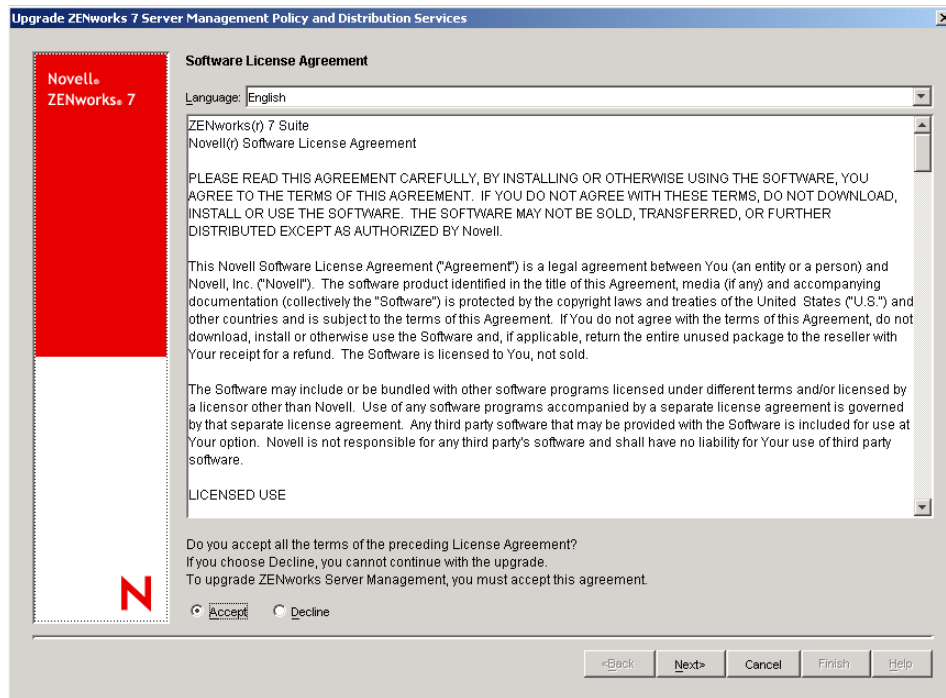 Upgrade ZENworks 7 Server Management Policy and Distribution Services
Novell®
ZENworks® 7
Software License Agreement
Language: English
ZENworks(r) 7 Suite
Novell(r) Software License Agreement
PLEASE READ THIS AGREEMENT CAREFULLY, BY INSTALLING OR OTHERWISE USING THE SOFTWARE, YOU
AGREE TO THE TERMS OF THIS AGREEMENT.  IF YOU DO NOT AGREE WITH THESE TERMS, DO NOT DOWNLOAD,
INSTALL OR USE THE SOFTWARE.  THE SOFTWARE MAY NOT BE SOLD, TRANSFERRED, OR FURTHER
DISTRIBUTED EXCEPT AS AUTHORIZED BY Novell.
This Novell Software License Agreement ("Agreement") is a legal agreement between You (an entity or a person) and
Novell, Inc. ("Novell").  The software product identified in the title of this Agreement, media (if any) and accompanying
documentation (collectively the "Software") is protected by the copyright laws and treaties of the United  States ("U.S.") and
other countries and is subject to the terms of this Agreement.  If You do not agree with the terms of this Agreement, do not
download, install or otherwise use the Software and, if applicable, return the entire unused package to the reseller with
Your receipt for a refund.  The Software is licensed to You, not sold.
The Software may include or be bundled with other software programs licensed under different terms and/or licensed by
a licensor other than Novell.  Use of any software programs accompanied by a separate license agreement is governed
by that separate license agreement.  Any third party software that may be provided with the Software is included for use at
Your option.  Novell is not responsible for any third party's software and shall have no liability for Your use of third party
software.
LICENSED USE
Do you accept all the terms of the preceding License Agreement?
If you choose Decline, you cannot continue with the upgrade.
To upgrade ZENworks Server Management, you must accept this agreement.
N
Accept Decline
<Back Next> Cancel Finish Help